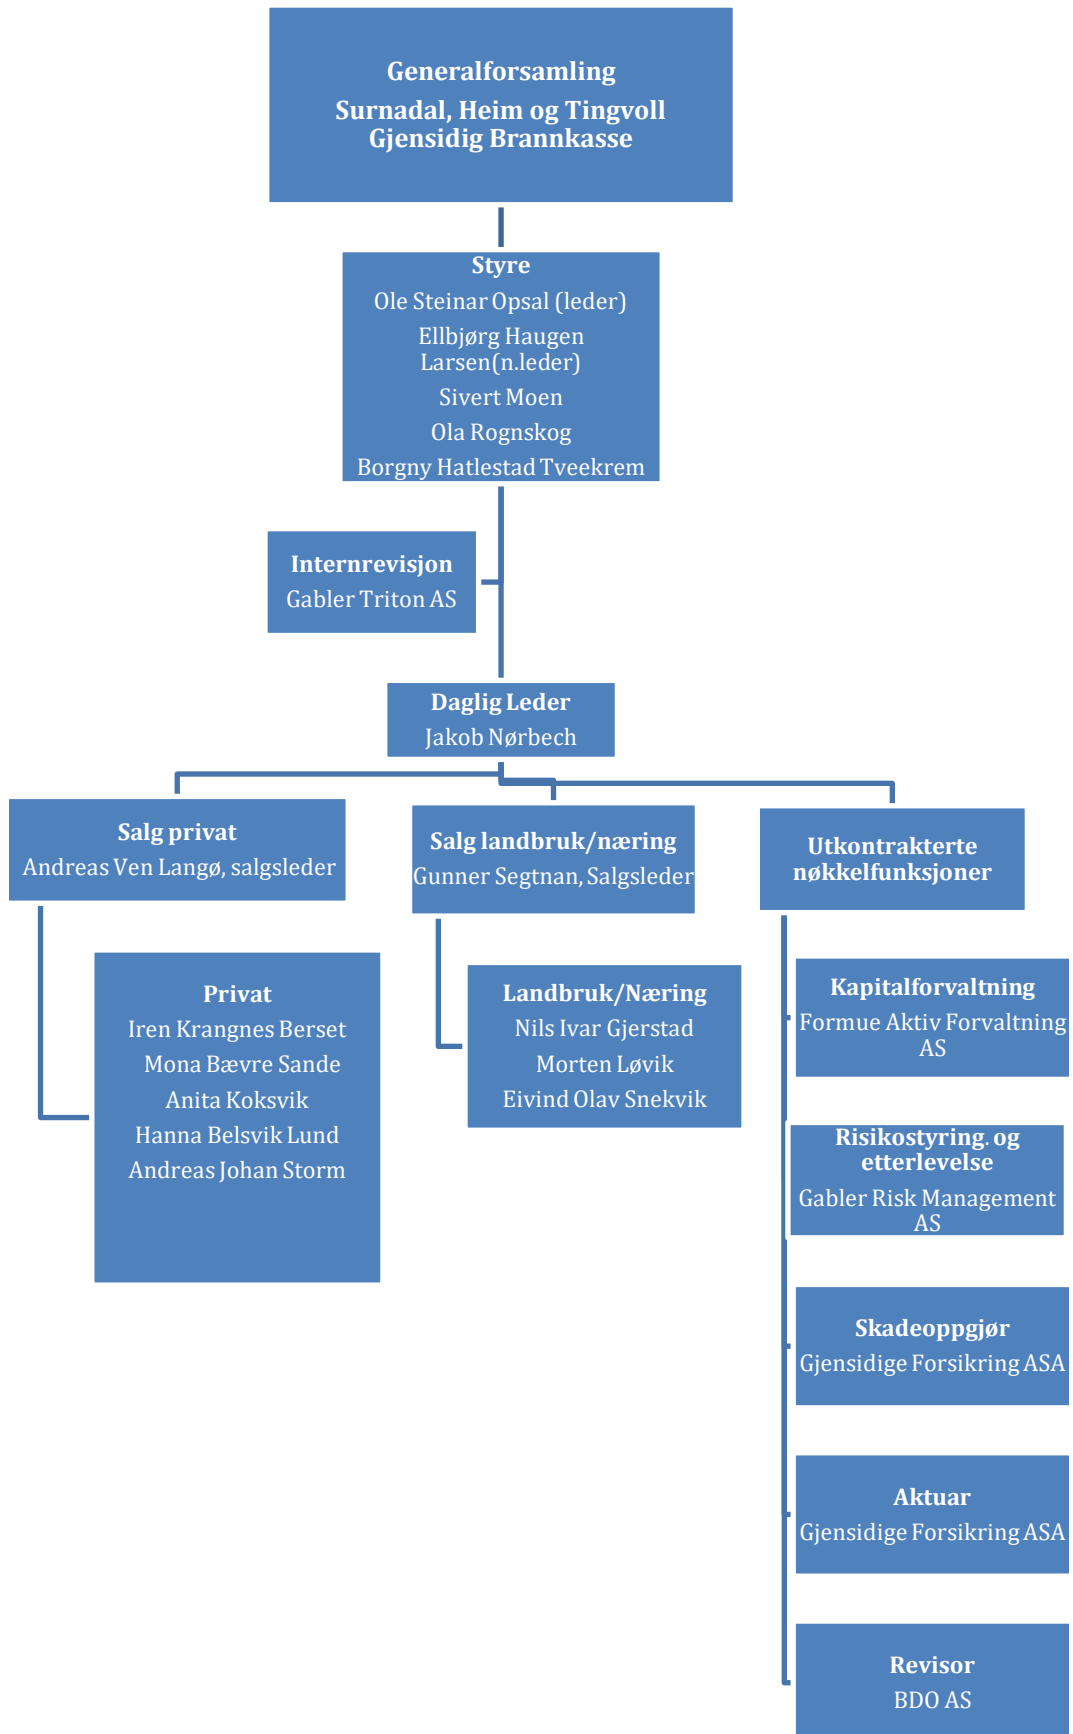 Generalforsamling
Surnadal, Heim og Tingvoll
Gjensidig Brannkasse
Styre
Ole Steinar Opsal (leder)
Ellbjørg Haugen
Larsen(n.leder)
Sivert Moen
Ola Rognskog
Borgny Hatlestad Tveekrem
Internrevisjon
Gabler Triton AS
Daglig Leder
Jakob Nørbech
Salg privat
Andreas Ven Langø, salgsleder
Privat
Iren Krangnes Berset
Mona Bævre Sande
Anita Koksvik
Hanna Belsvik Lund
Andreas Johan Storm
Salg landbruk/næring
Gunner Segtnan, Salgsleder
Landbruk/Næring
Nils Ivar Gjerstad
Morten Løvik
Eivind Olav Snekvik
Utkontrakterte
nøkkelfunksjoner
Kapitalforvaltning
Formue Aktiv Forvaltning
AS
Risikostyring. og
etterlevelse
Gabler Risk Management
AS
Skadeoppgjør
Gjensidige Forsikring ASA
Aktuar
Gjensidige Forsikring ASA
Revisor
BDO AS